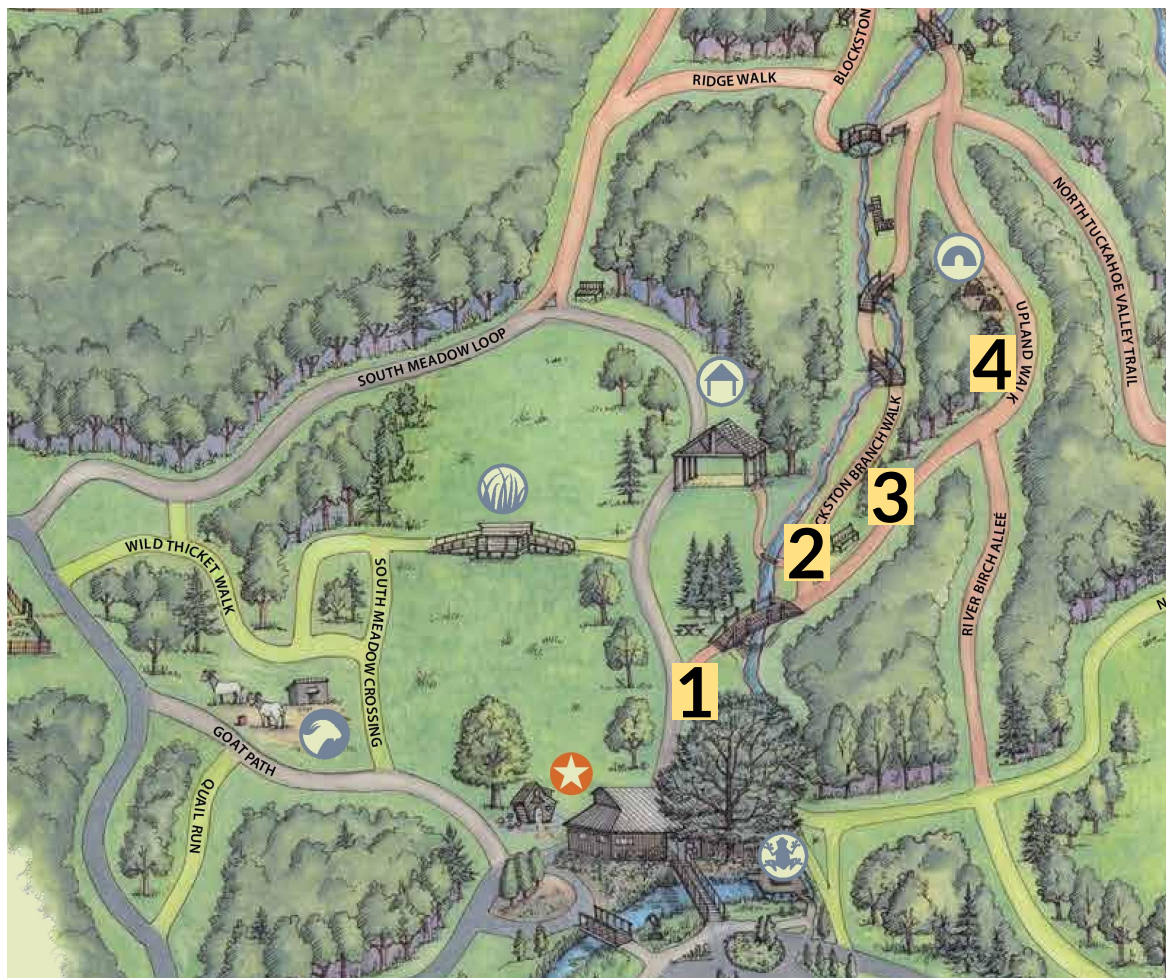 BLOCKSTON
RIDGE WALK
NORTH TUCKAHOE VALLEY TRAIL
UPLAND WALK
SOUTH MEADOW LOOP
4
CKSTON BRANCH WALK
3
2
WILD THICKET WALK
SOUTH MEADOW CROSSING
RIVER BIRCH ALLEÉ
N
1
GOAT PATH
QUAIL RUN